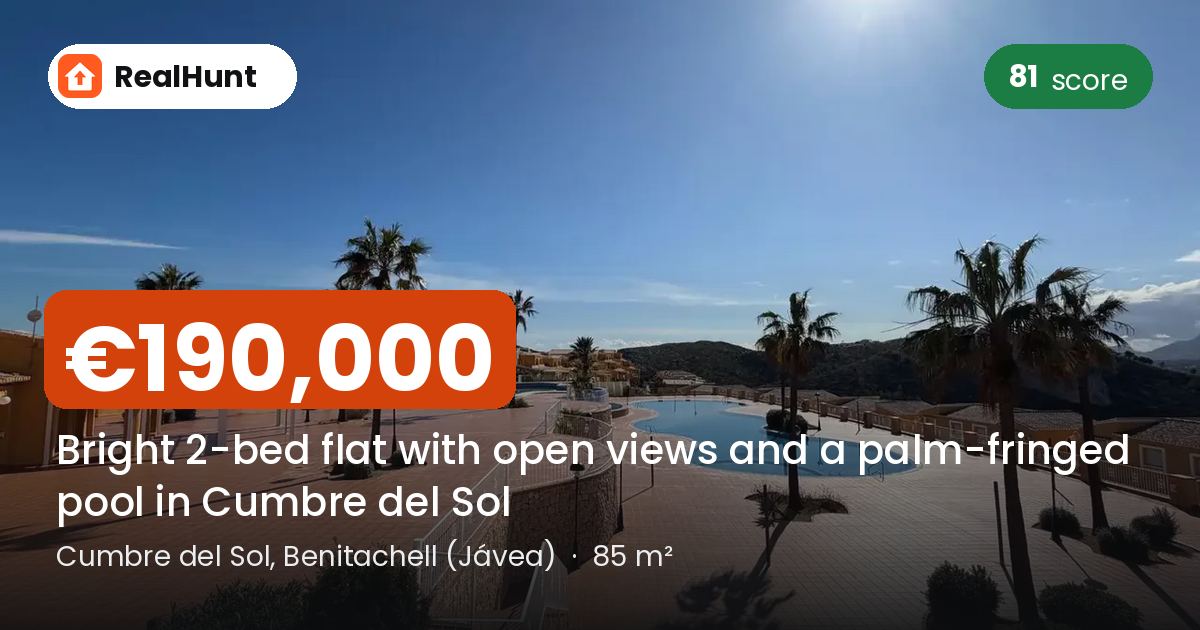 RealHunt
81 score
€190,000
Bright 2-bed flat with open views and a palm-fringed
pool in Cumbre del Sol
Cumbre del Sol, Benitachell (Jávea) · 85 m²